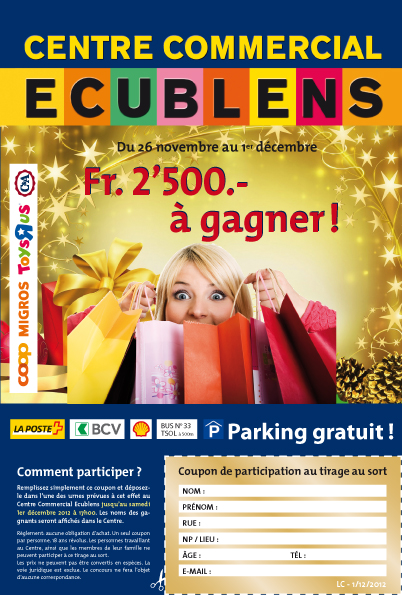 CENTRE COMMERCIAL
ECUBLENS
Du 26 novembre au 1er décembre
Fr. 2'500.-
à gagner !
coop MIGROS TOYSЯUS C&A
LA POSTE
BCV
BUS N° 33
TSOL à 500m
P
Parking gratuit !
Comment participer ?
Remplissez simplement ce coupon et déposez-
le dans l'une des urnes prévues à cet effet au
Centre Commercial Ecublens jusqu'au samedi
1er décembre 2012 à 17h00. Les noms des ga-
gnants seront affichés dans le Centre.
Règlement: aucune obligation d'achat. Un seul coupon
par personne, 18 ans révolus. Les personnes travaillant
au Centre, ainsi que les membres de leur famille ne
peuvent participer à ce tirage au sort.
Les prix ne peuvent pas être convertis en espèces. La
voie juridique est exclue. Le concours ne fera l'objet
d'aucune correspondance.
Coupon de participation au tirage au sort
NOM :
PRÉNOM :
RUE :
NP / LIEU :
ÂGE : TÉL :
E-MAIL :
LC - 1/12/2012